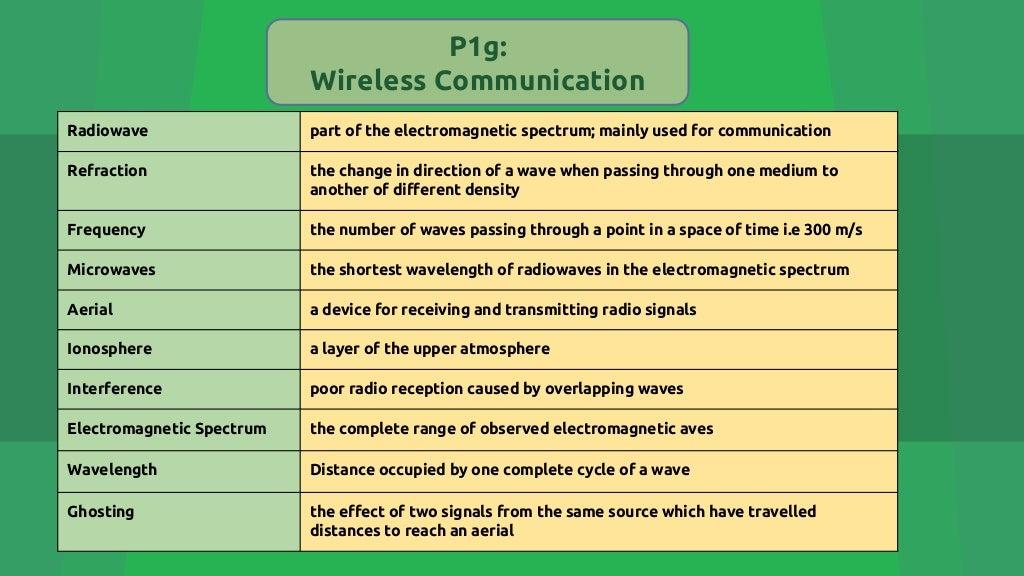 P1g:
Wireless Communication
Radiowave
part of the electromagnetic spectrum; mainly used for communication
Refraction
the change in direction of a wave when passing through one medium to
another of different density
Frequency
the number of waves passing through a point in a space of time i.e 300 m/s
Microwaves
the shortest wavelength of radiowaves in the electromagnetic spectrum
Aerial
a device for receiving and transmitting radio signals
Ionosphere
a layer of the upper atmosphere
Interference
poor radio reception caused by overlapping waves
Electromagnetic Spectrum
the complete range of observed electromagnetic aves
Wavelength
Distance occupied by one complete cycle of a wave
Ghosting
the effect of two signals from the same source which have travelled
distances to reach an aerial